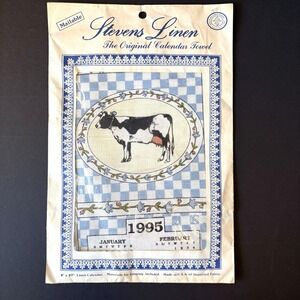 Mailable
Stevens Linen
The Original Calendar Towel
1995
JANUARY
FEBRUARY
S M T W T F S
S M T W T F S